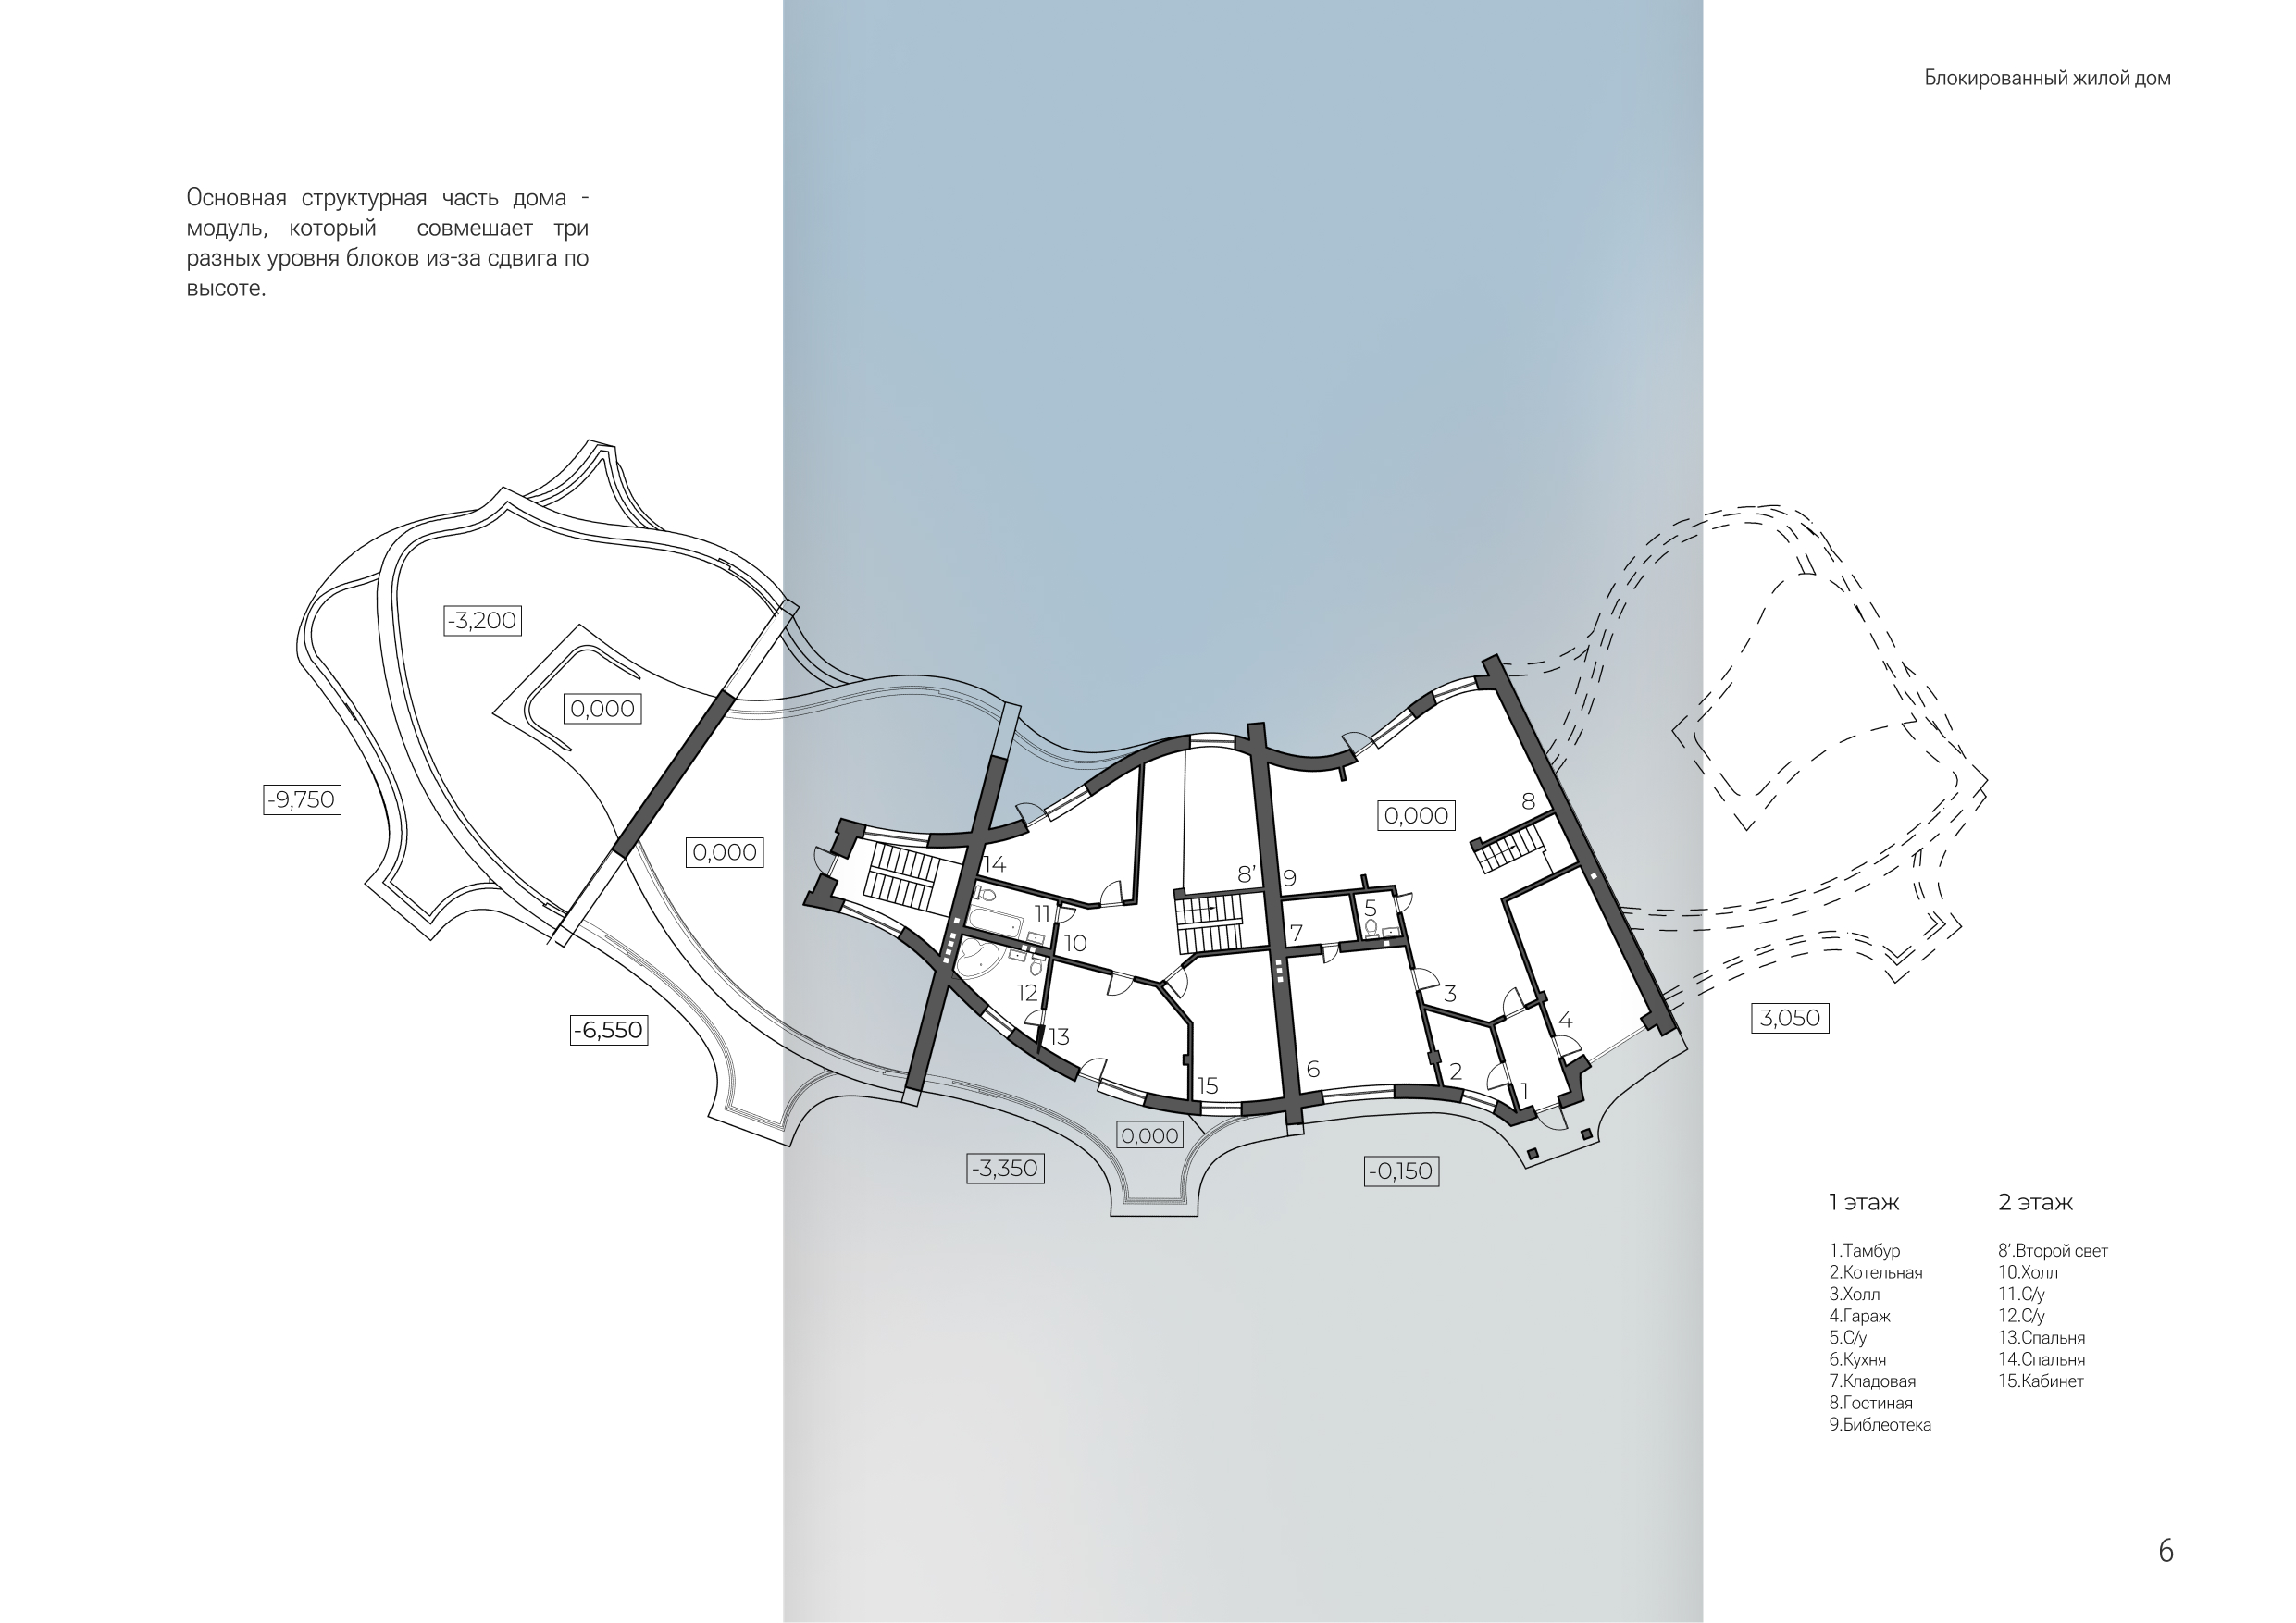 Блокированный жилой дом
Основная структурная часть дома -
модуль, который совмешает три
разных уровня блоков из-за сдвига по
высоте.
-3,200
0,000
-9,750
0,000
-6,550
-3,350
0,000
-0,150
0,000
3,050
14
11
10
12
13
15
8’
9
8
7
5
6
3
2
1
4
1 этаж
1.Тамбур
2.Котельная
3.Холл
4.Гараж
5.С/у
6.Кухня
7.Кладовая
8.Гостиная
9.Библеотека
2 этаж
8’.Второй свет
10.Холл
11.С/у
12.С/у
13.Спальня
14.Спальня
15.Кабинет
6